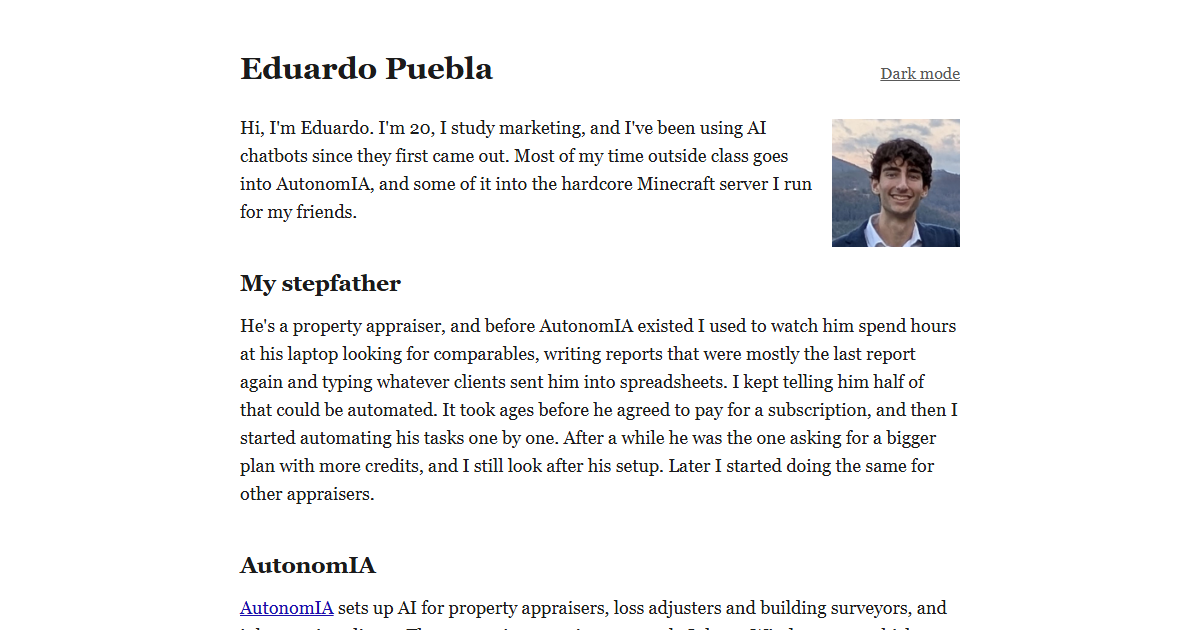 Eduardo Puebla
Dark mode
Hi, I'm Eduardo. I'm 20, I study marketing, and I've been using AI
chatbots since they first came out. Most of my time outside class goes
into AutonomIA, and some of it into the hardcore Minecraft server I run
for my friends.
My stepfather
He's a property appraiser, and before AutonomIA existed I used to watch him spend hours
at his laptop looking for comparables, writing reports that were mostly the last report
again and typing whatever clients sent him into spreadsheets. I kept telling him half of
that could be automated. It took ages before he agreed to pay for a subscription, and then I
started automating his tasks one by one. After a while he was the one asking for a bigger
plan with more credits, and I still look after his setup. Later I started doing the same for
other appraisers.
AutonomIA
AutonomIA sets up AI for property appraisers, loss adjusters and building surveyors, and